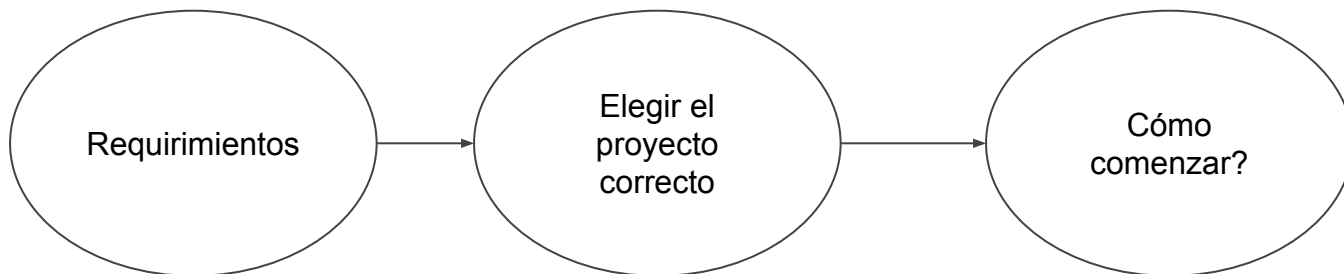 Requirimientos
Elegir el
proyecto
correcto
Cómo
comenzar?